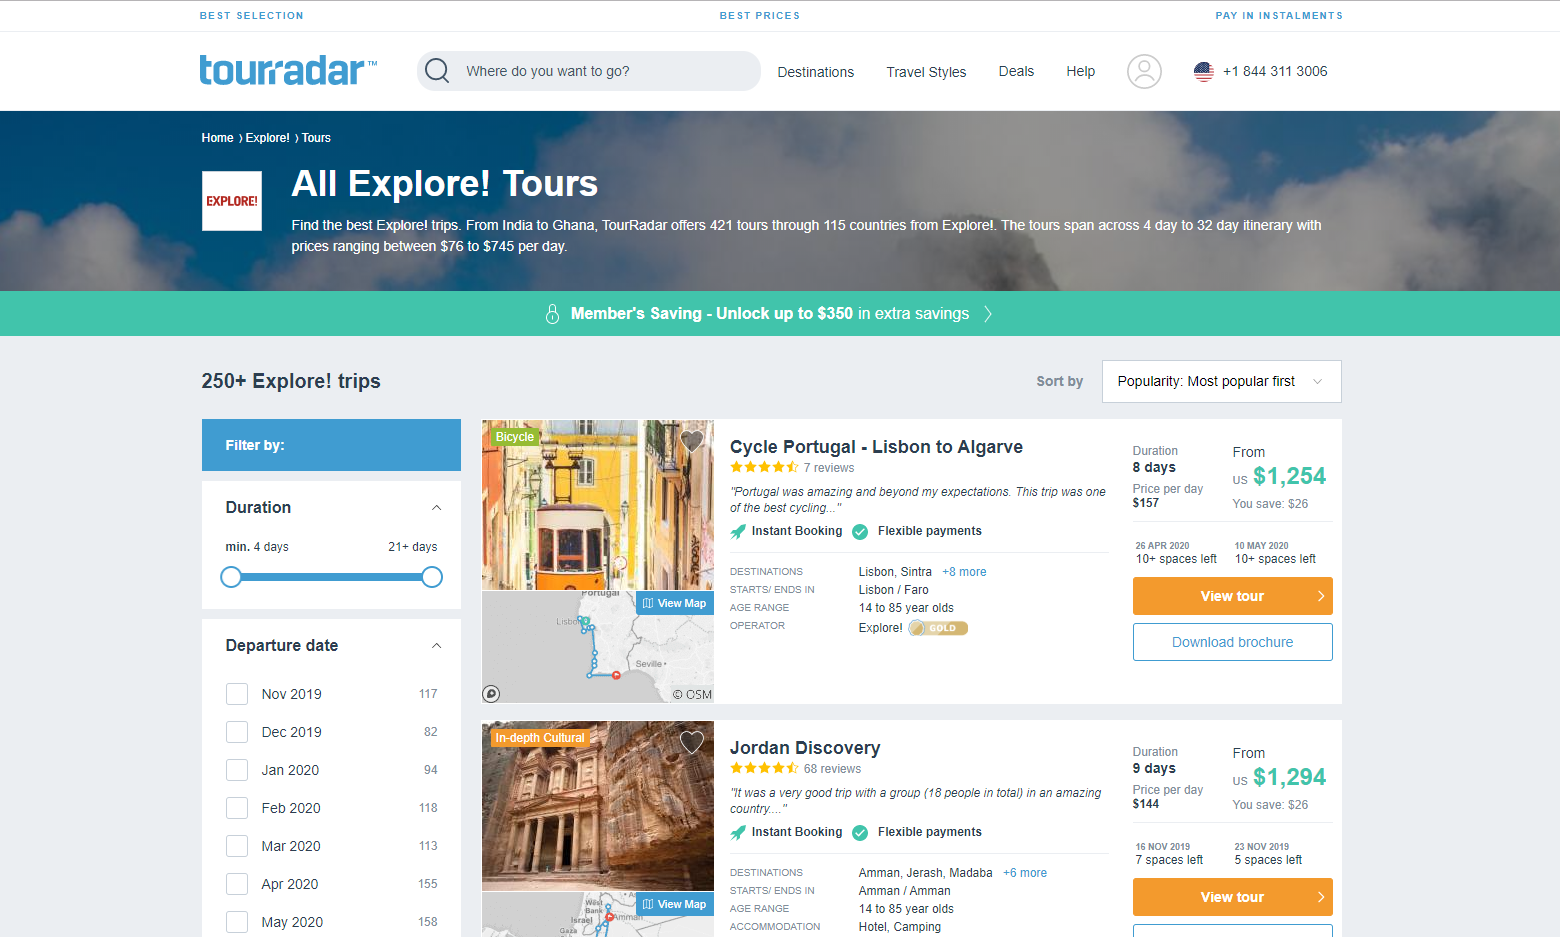 BEST SELECTION
BEST PRICES
PAY IN INSTALMENTS
tourradar™
Where do you want to go?
Destinations
Travel Styles
Deals
Help
+1 844 311 3006
Home › Explore! › Tours
EXPLORE!
All Explore! Tours
Find the best Explore! trips. From India to Ghana, TourRadar offers 421 tours through 115 countries from Explore!. The tours span across 4 day to 32 day itinerary with
prices ranging between $76 to $745 per day.
Member's Saving - Unlock up to $350 in extra savings
250+ Explore! trips
Sort by
Popularity: Most popular first
Filter by:
Duration
min. 4 days
21+ days
Departure date
Nov 2019 117
Dec 2019 82
Jan 2020 94
Feb 2020 118
Mar 2020 113
Apr 2020 155
May 2020 158
Bicycle
Portugal
View Map
Lisbo
Seville
© OSM
Cycle Portugal - Lisbon to Algarve
7 reviews
"Portugal was amazing and beyond my expectations. This trip was one
of the best cycling..."
Instant Booking
Flexible payments
DESTINATIONS Lisbon, Sintra +8 more
STARTS/ ENDS IN Lisbon / Faro
AGE RANGE 14 to 85 year olds
OPERATOR Explore! GOLD
Duration
8 days
Price per day
$157
From
US $1,254
You save: $26
26 APR 2020
10+ spaces left
10 MAY 2020
10+ spaces left
View tour
Download brochure
In-depth Cultural
View Map
West
Bank
Israel
Amman
Gaza
Jordan Discovery
68 reviews
"It was a very good trip with a group (18 people in total) in an amazing
country...."
Instant Booking
Flexible payments
DESTINATIONS Amman, Jerash, Madaba +6 more
STARTS/ ENDS IN Amman / Amman
AGE RANGE 14 to 85 year olds
ACCOMMODATION Hotel, Camping
Duration
9 days
Price per day
$144
From
US $1,294
You save: $26
16 NOV 2019
7 spaces left
23 NOV 2019
5 spaces left
View tour